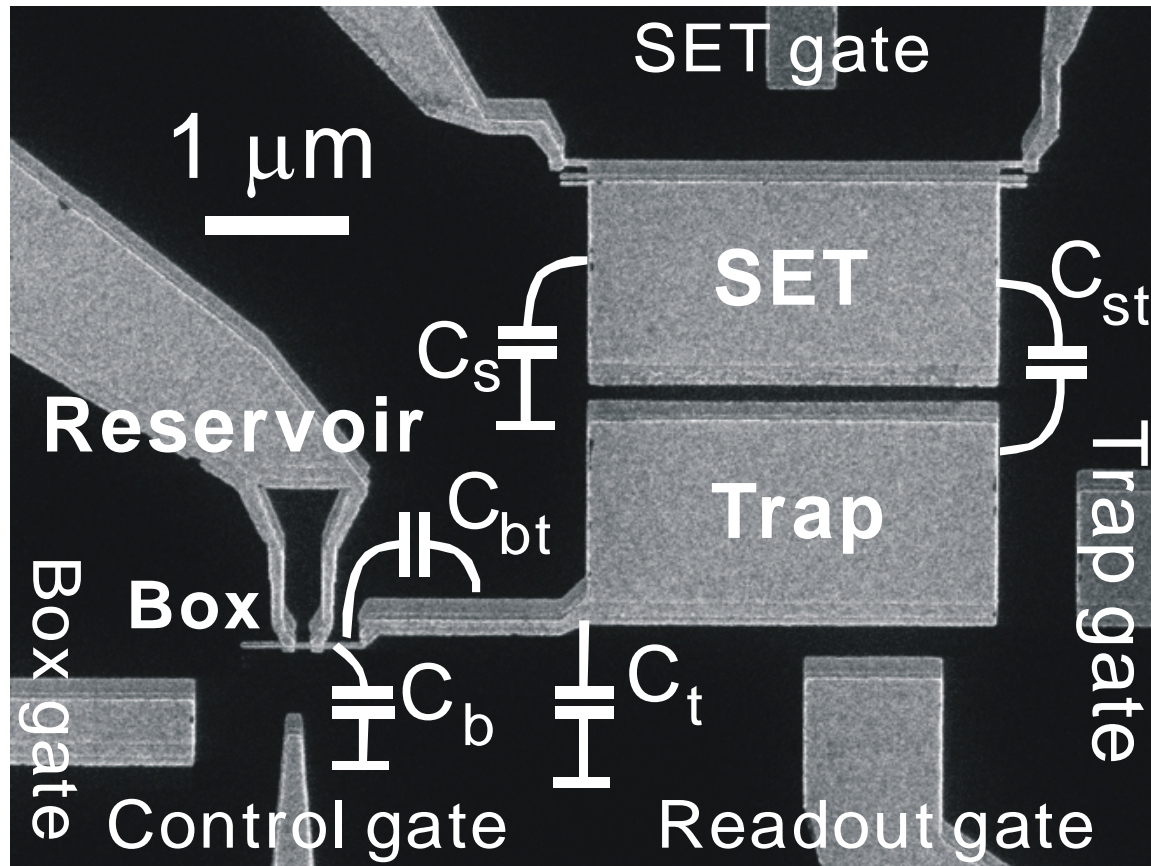 SET gate
1 μm
SET
C_st
C_s
Reservoir
Trap
C_bt
Trap gate
Box
Box gate
C_b
C_t
Control gate
Readout gate